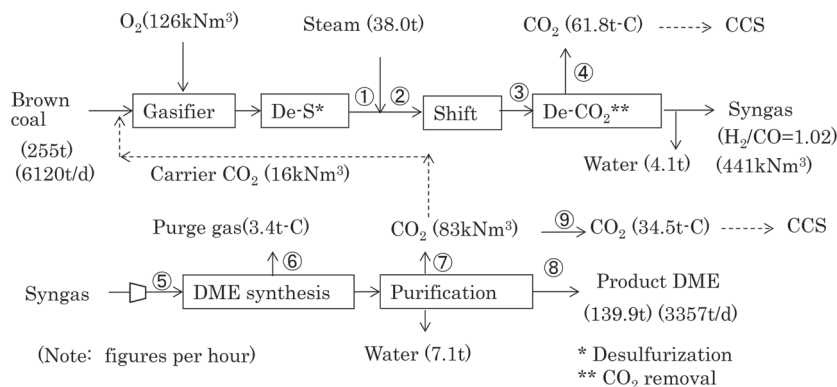 O₂(126kNm³) Steam (38.0t) CO₂ (61.8t-C) CCS
① ② ③ ④
Brown
coal
Gasifier De-S* Shift De-CO₂** Syngas
(255t) (H₂/CO=1.02)
(6120t/d) Carrier CO₂ (16kNm³) Water (4.1t) (441kNm³)
Purge gas(3.4t-C) CO₂ (83kNm³) ⑨ CO₂ (34.5t-C) CCS
⑤ ⑥ ⑦ ⑧
Syngas DME synthesis Purification Product DME
(139.9t) (3357t/d)
(Note: figures per hour) Water (7.1t) * Desulfurization
** CO₂ removal